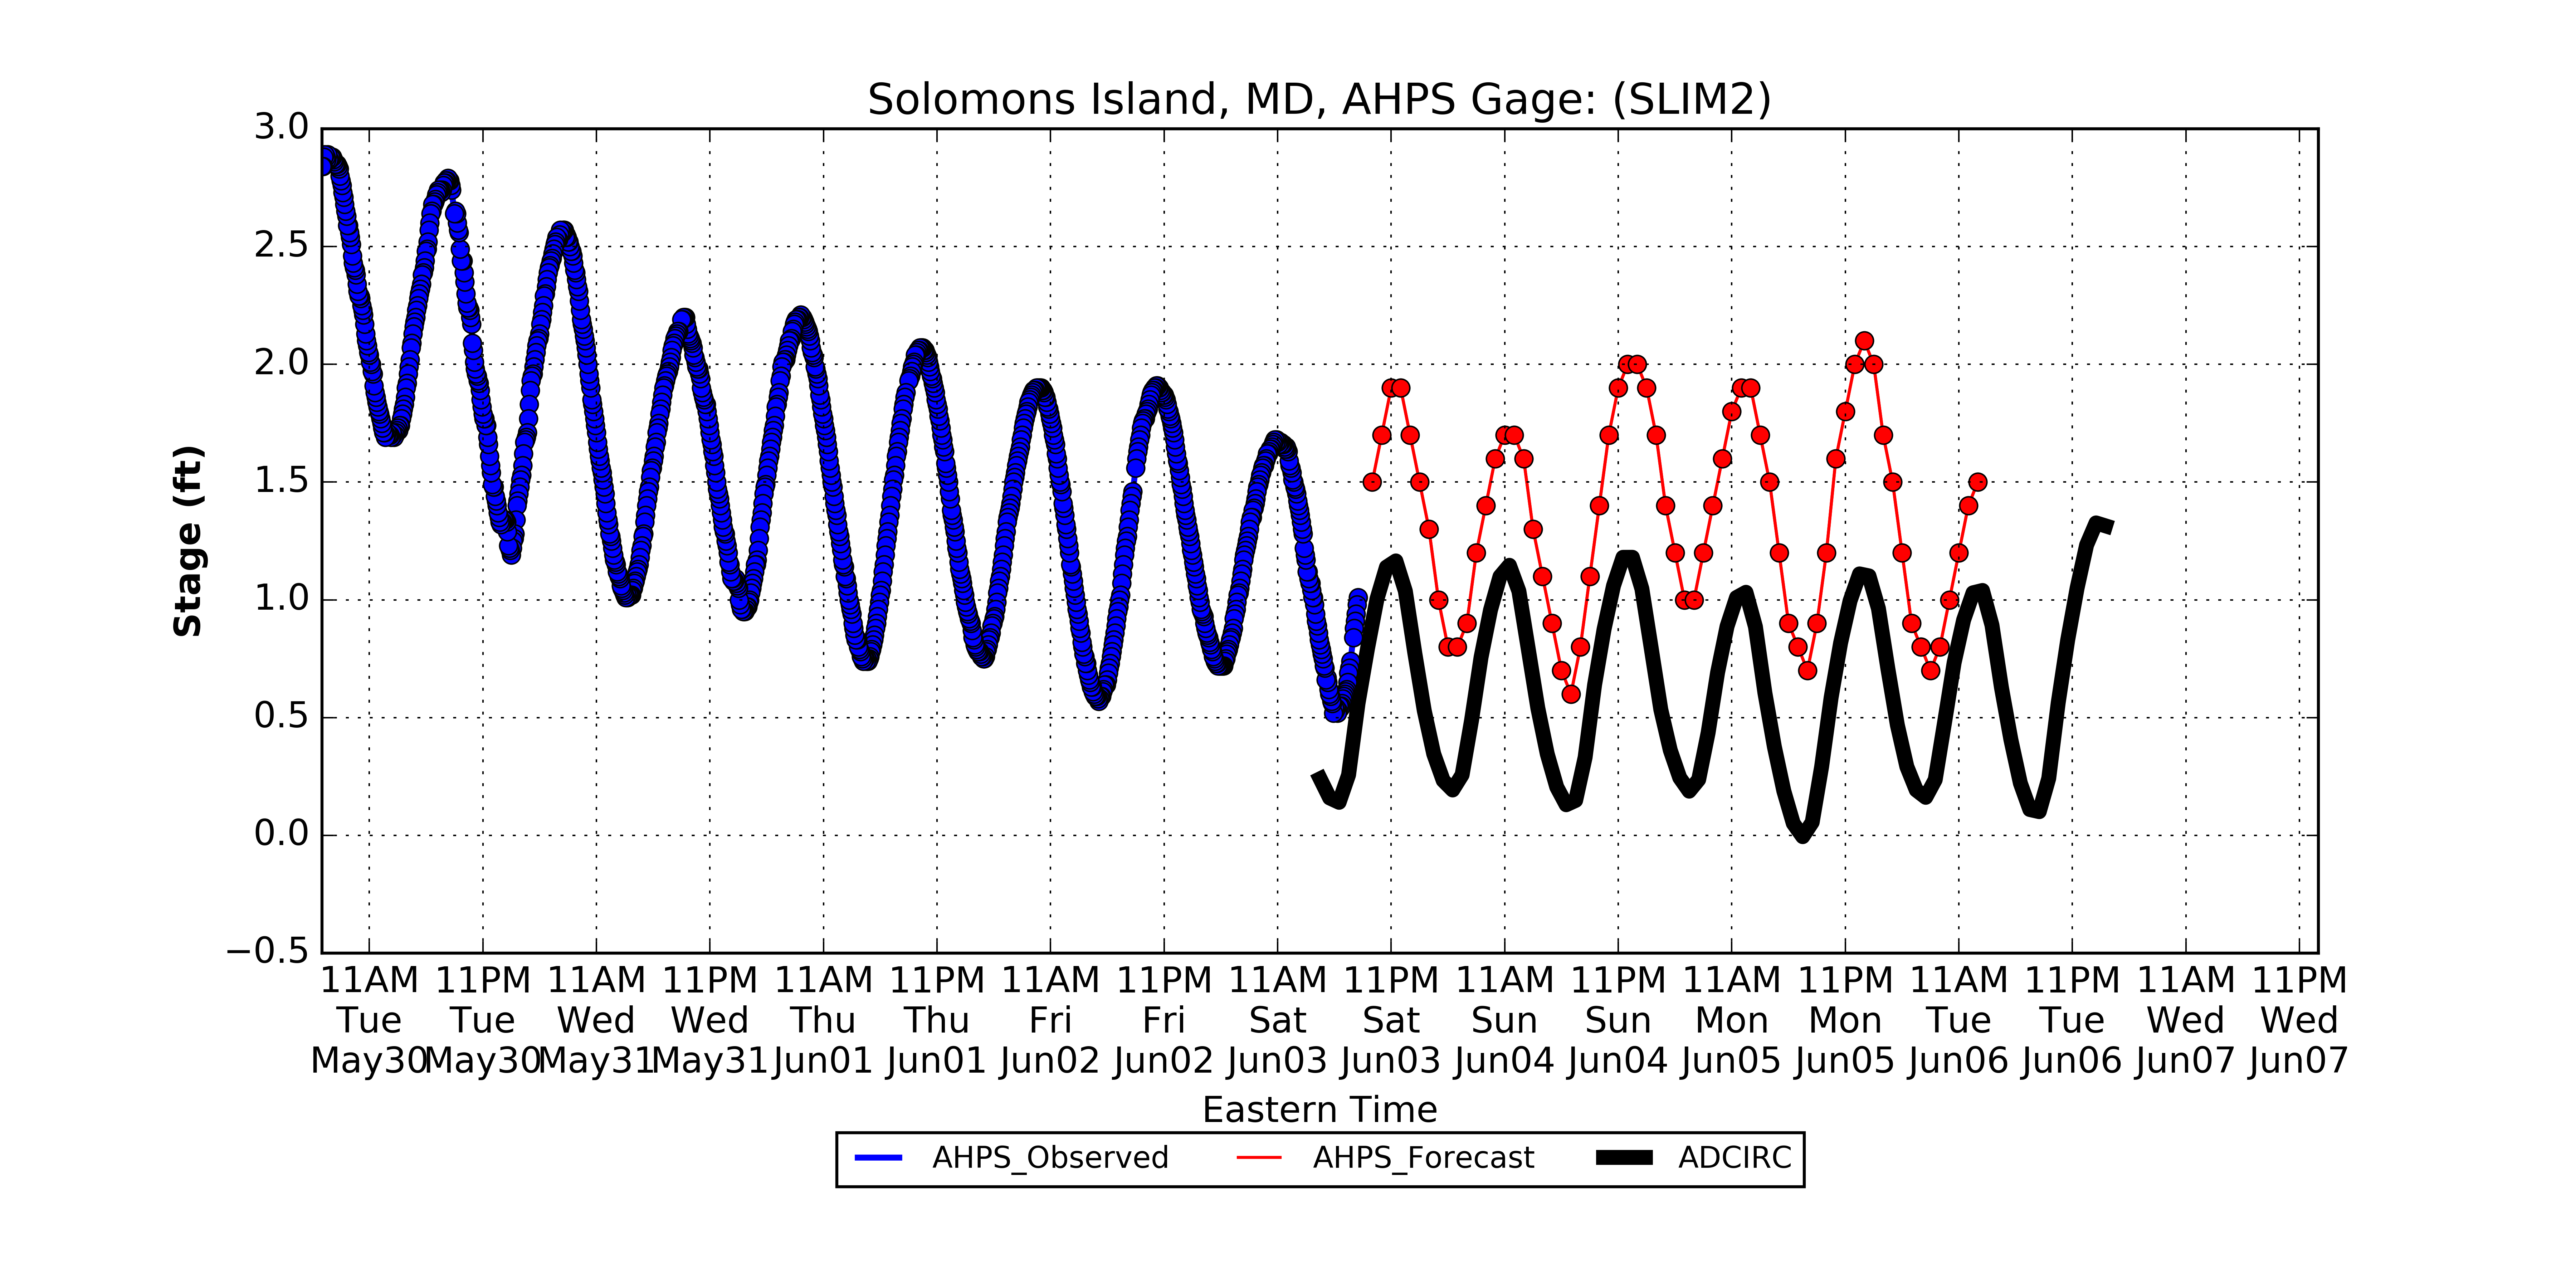 Solomons Island, MD, AHPS Gage: (SLIM2)
3.0
2.5
2.0
1.5
1.0
0.5
0.0
−0.5
Stage (ft)
11AM 11PM 11AM 11PM 11AM 11PM 11AM 11PM 11AM 11PM 11AM 11PM 11AM 11PM 11AM 11PM 11AM 11PM
Tue Tue Wed Wed Thu Thu Fri Fri Sat Sat Sun Sun Mon Mon Tue Tue Wed Wed
May30 May30 May31 May31 Jun01 Jun01 Jun02 Jun02 Jun03 Jun03 Jun04 Jun04 Jun05 Jun05 Jun06 Jun06 Jun07 Jun07
Eastern Time
AHPS_Observed AHPS_Forecast ADCIRC